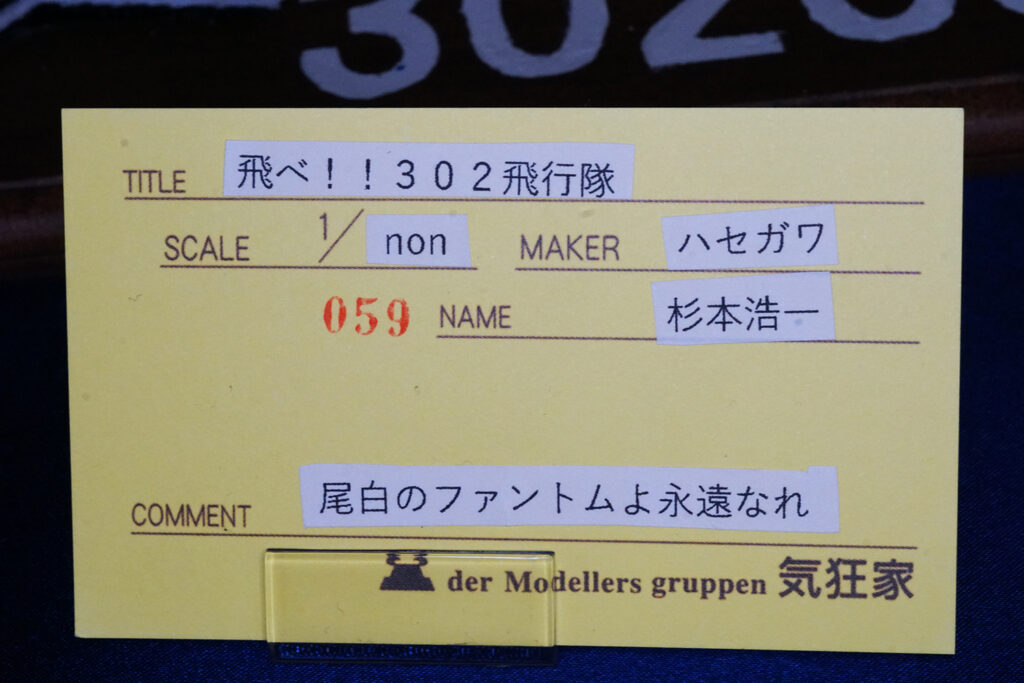 302
TITLE 飛べ！！３０２飛行隊
SCALE 1/ non MAKER ハセガワ
059 NAME 杉本浩一
COMMENT 尾白のファントムよ永遠なれ
der Modellers gruppen 気狂家